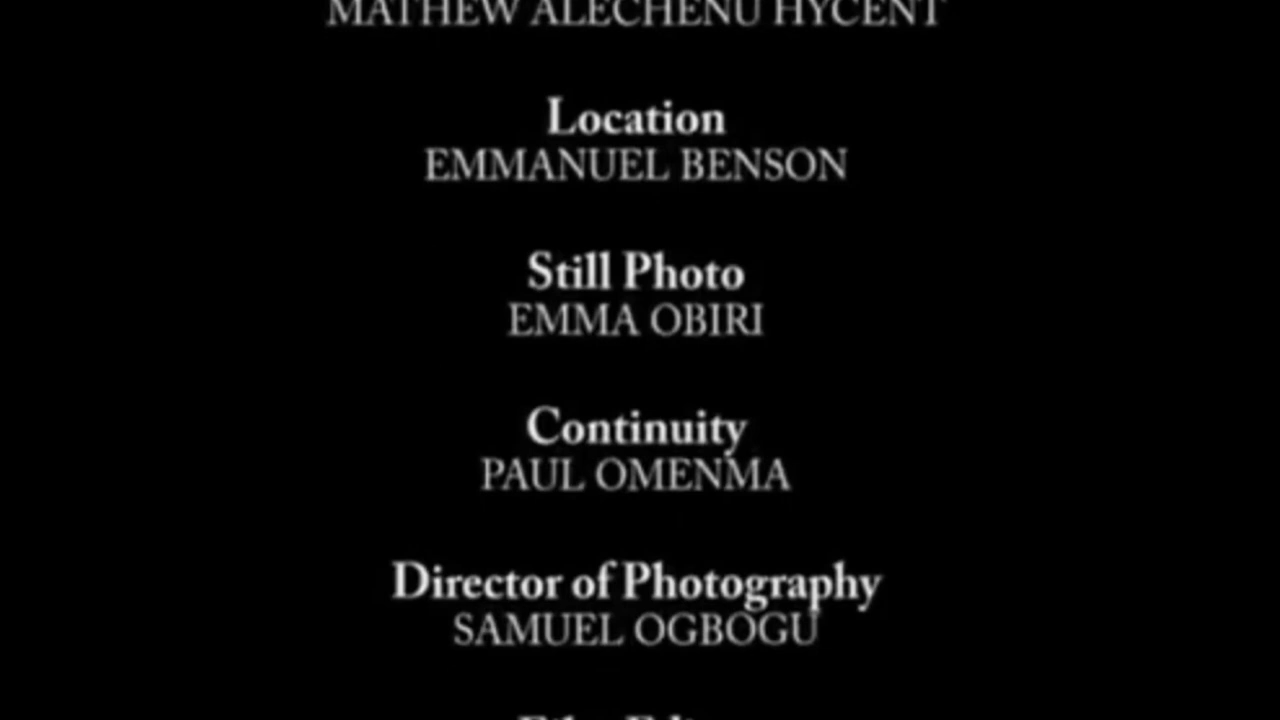 MATHEW ALECHENU HYCENT
Location
EMMANUEL BENSON
Still Photo
EMMA OBIRI
Continuity
PAUL OMENMA
Director of Photography
SAMUEL OGBOGU